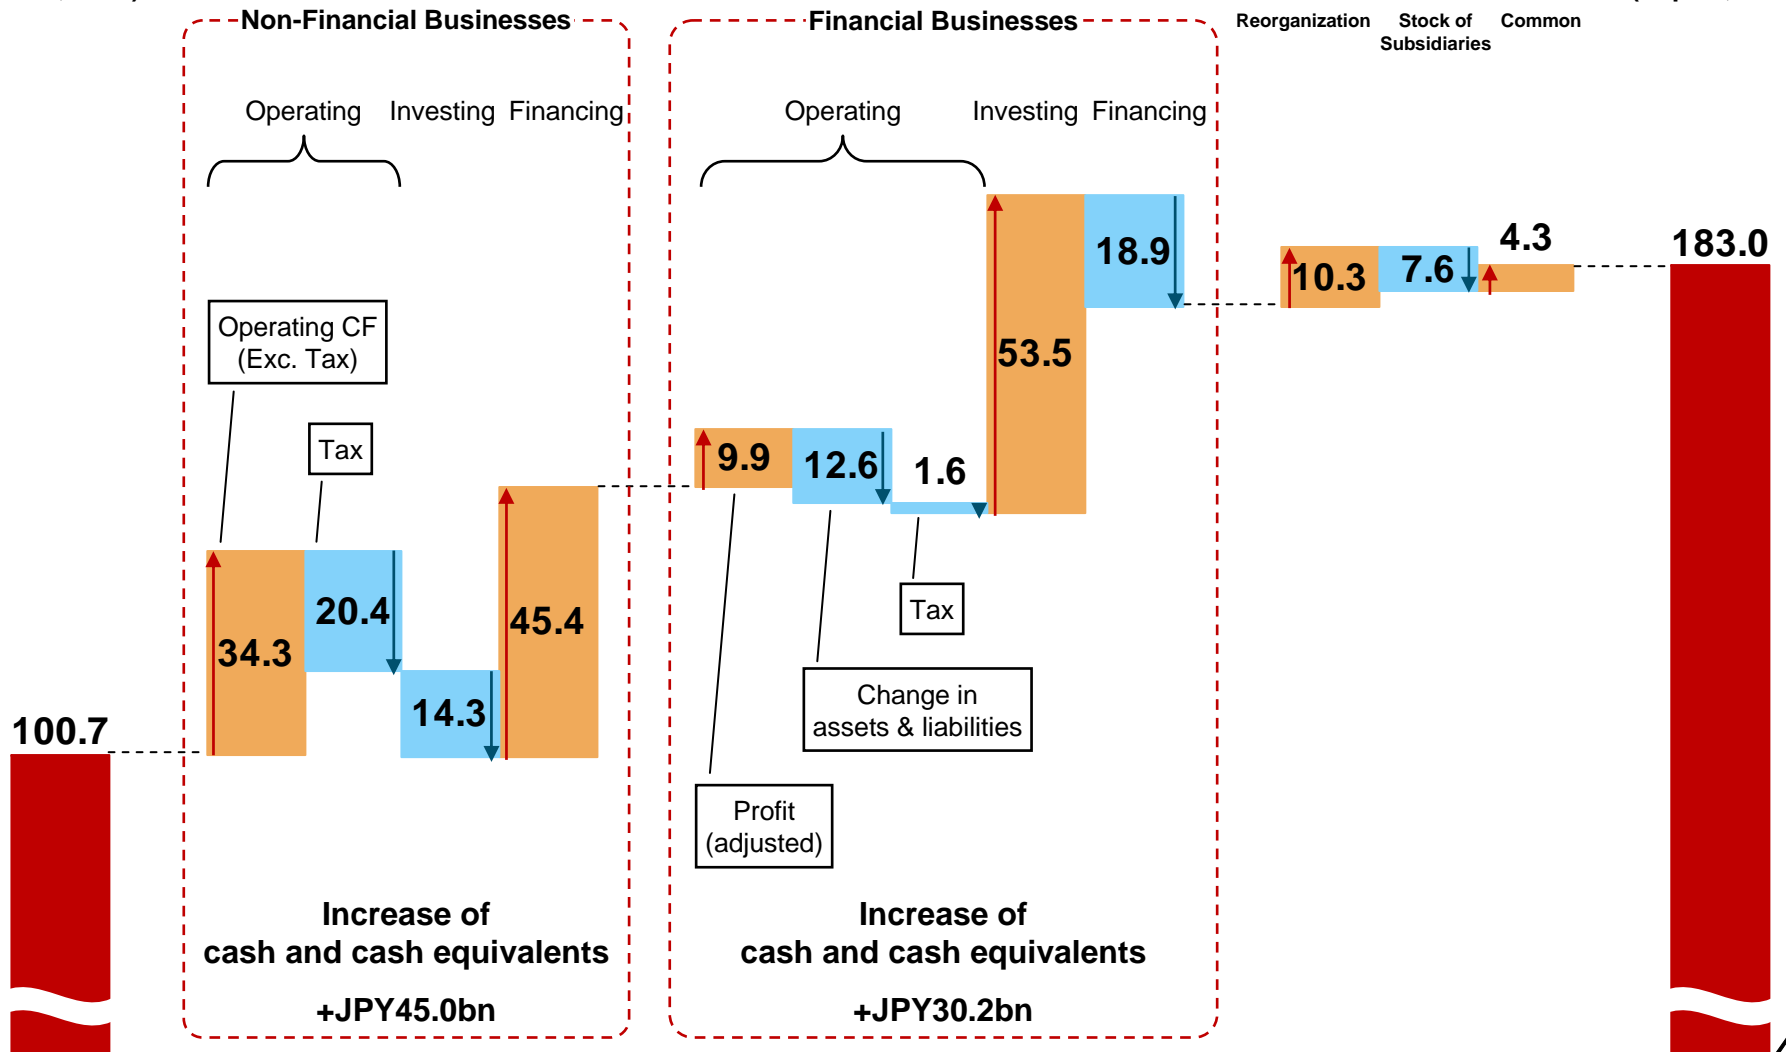 Non-Financial Businesses
Financial Businesses
Reorganization
Stock of
Subsidiaries
Common
Operating
Investing
Financing
Operating
Investing
Financing
Operating CF
(Exc. Tax)
Tax
34.3
20.4
14.3
45.4
100.7
9.9
12.6
1.6
53.5
18.9
10.3
7.6
4.3
183.0
Tax
Change in
assets & liabilities
Profit
(adjusted)
Increase of
cash and cash equivalents
+JPY45.0bn
Increase of
cash and cash equivalents
+JPY30.2bn